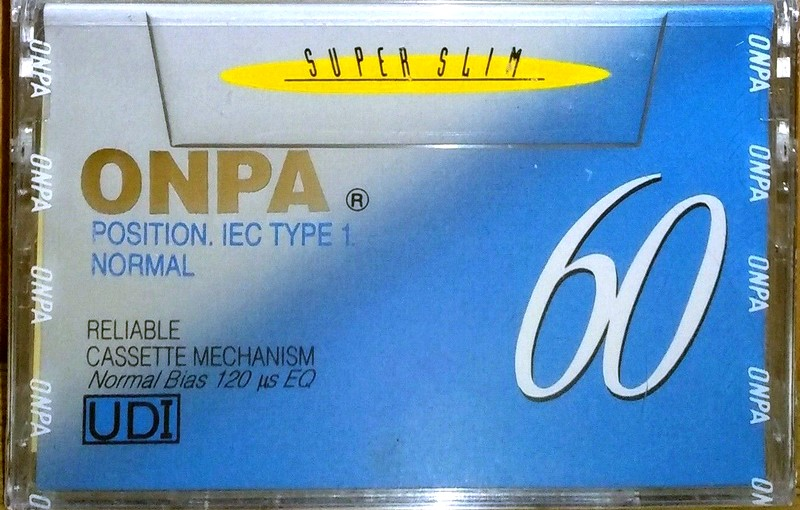 SUPER SLIM
ONPA ®
POSITION. IEC TYPE 1.
NORMAL
60
RELIABLE
CASSETTE MECHANISM
Normal Bias 120 μs EQ
UDI
ONPA
ONPA
ONPA
ONPA
O
ONPA
ONPA
ONPA
ONPA
ON